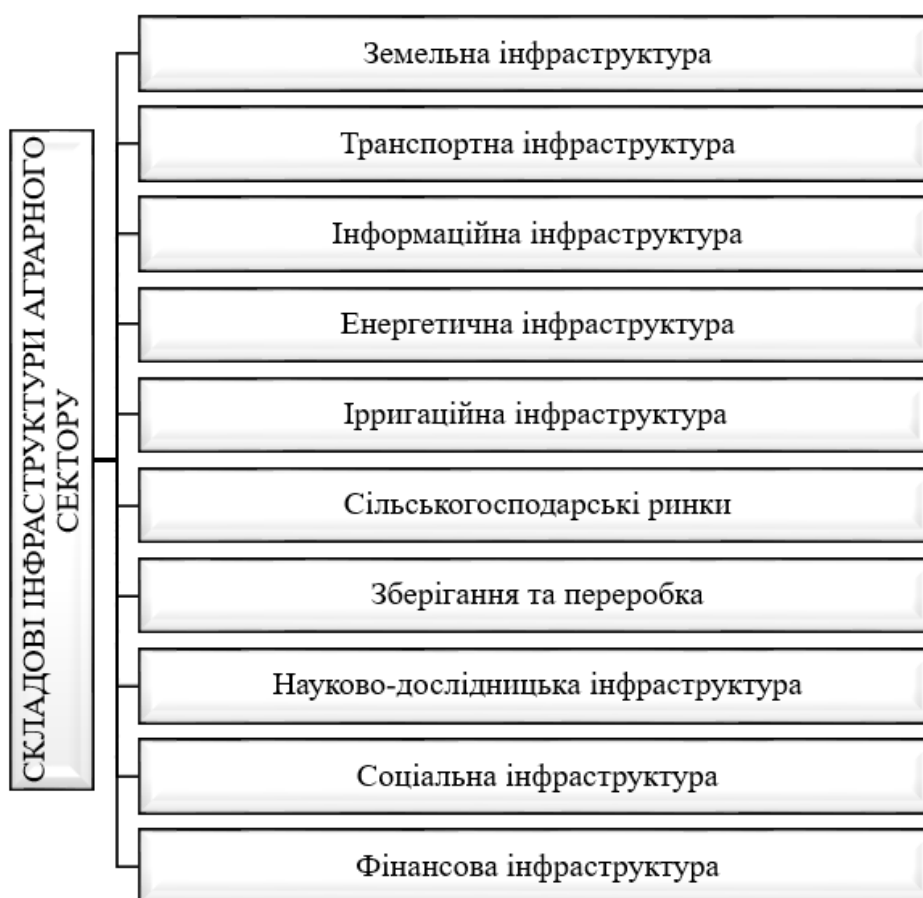 СКЛАДОВІ ІНФРАСТРУКТУРИ АГРАРНОГО
СЕКТОРУ
Земельна інфраструктура
Транспортна інфраструктура
Інформаційна інфраструктура
Енергетична інфраструктура
Ірригаційна інфраструктура
Сільськогосподарські ринки
Зберігання та переробка
Науково-дослідницька інфраструктура
Соціальна інфраструктура
Фінансова інфраструктура